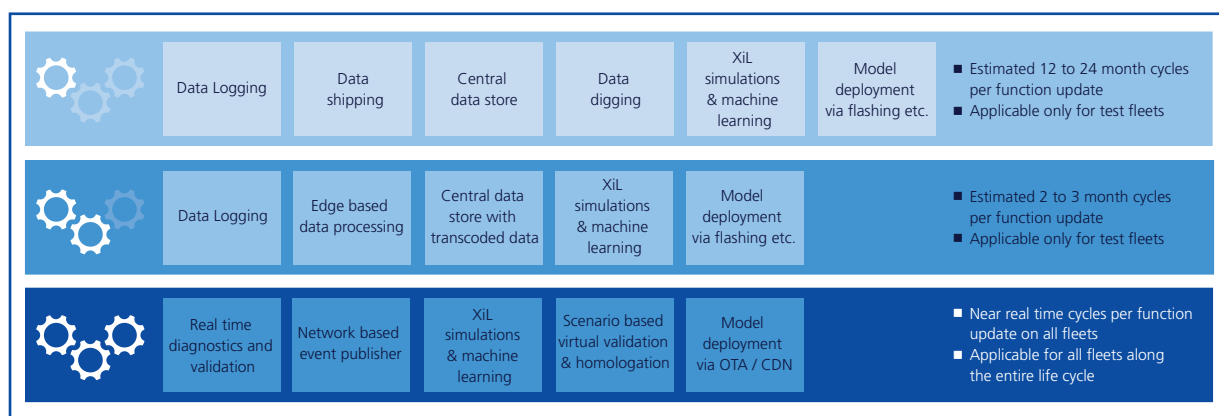 Data Logging
Data
shipping
Central
data store
Data
digging
XiL
simulations
& machine
learning
Model
deployment
via flashing etc.
■ Estimated 12 to 24 month cycles
per function update
■ Applicable only for test fleets
Data Logging
Edge based
data processing
Central data
store with
transcoded data
XiL
simulations
& machine
learning
Model
deployment
via flashing etc.
■ Estimated 2 to 3 month cycles
per function update
■ Applicable only for test fleets
Real time
diagnostics and
validation
Network based
event publisher
XiL
simulations
& machine
learning
Scenario based
virtual validation
& homologation
Model
deployment
via OTA / CDN
■ Near real time cycles per function
update on all fleets
■ Applicable for all fleets along
the entire life cycle